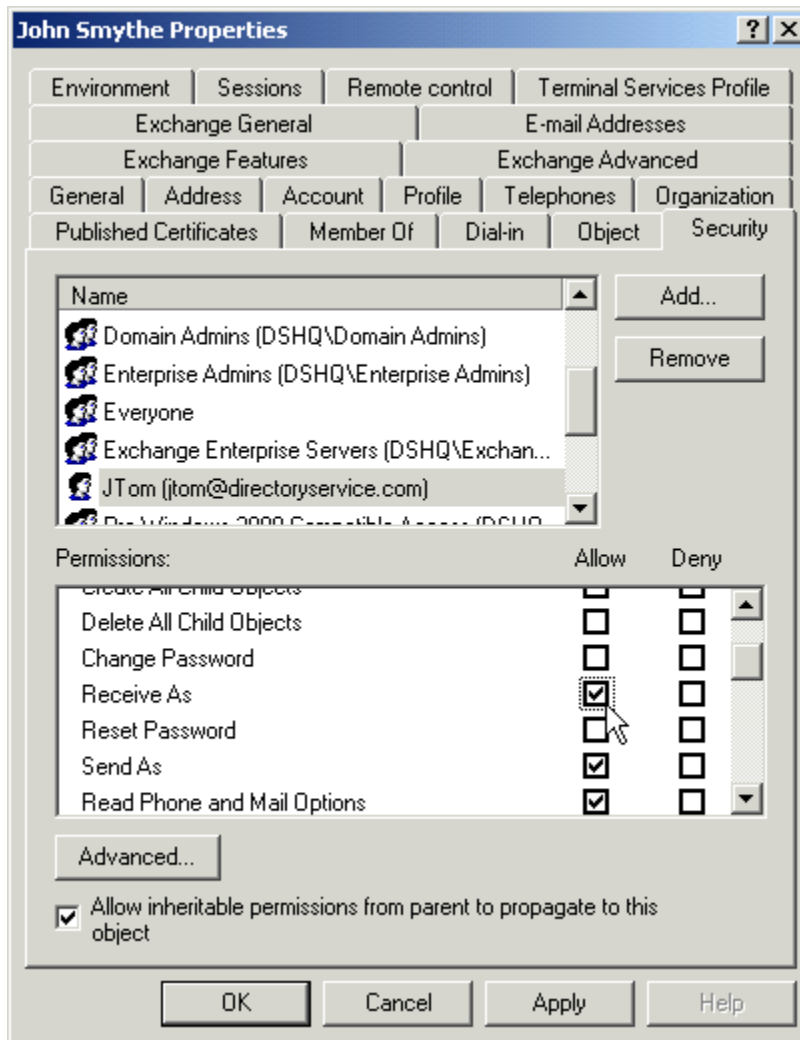 John Smythe Properties
Environment Sessions Remote control Terminal Services Profile
Exchange General E-mail Addresses
Exchange Features Exchange Advanced
General Address Account Profile Telephones Organization
Published Certificates Member Of Dial-in Object Security
Name
Add...
Domain Admins (DSHQ\Domain Admins)
Remove
Enterprise Admins (DSHQ\Enterprise Admins)
Everyone
Exchange Enterprise Servers (DSHQ\Exchan...
JTom (jtom@directoryservice.com)
Permissions: Allow Deny
Create All Child Objects
Delete All Child Objects
Change Password
Receive As
Reset Password
Send As
Read Phone and Mail Options
Advanced...
Allow inheritable permissions from parent to propagate to this
object
OK Cancel Apply Help